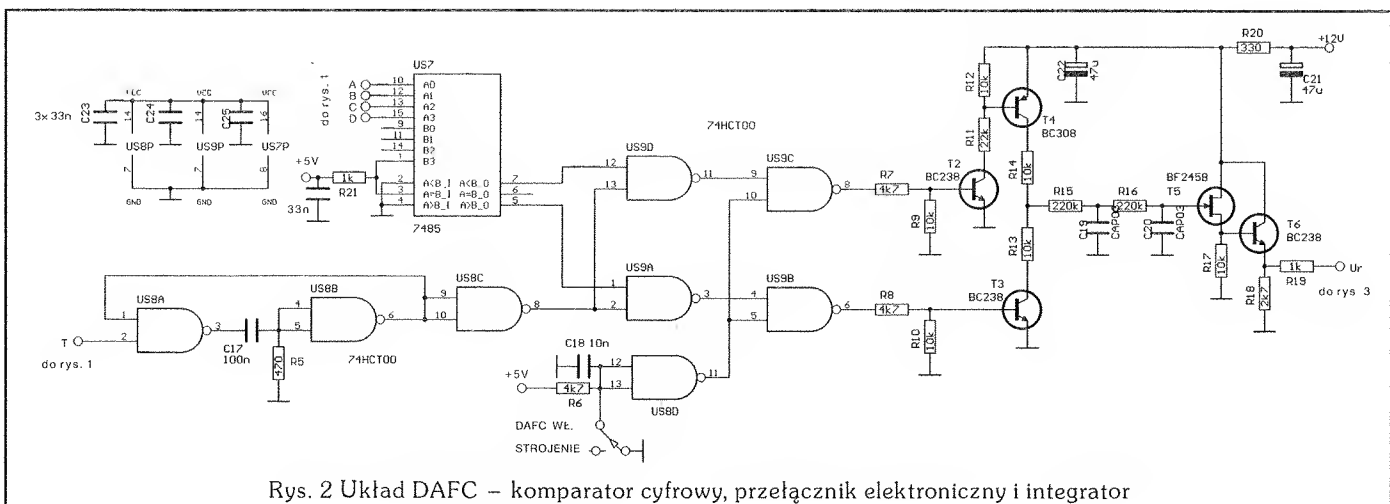 3x 33n
C23
C24
C25
+CC
VCG
VFC
14
14
16
US8P
US9P
US7P
7
7
8
GND
GND
GND
US7
do rys. 1
A
B
C
D
10
12
13
15
9
11
14
1
2
3
4
A0
A1
A2
A3
B0
B1
B2
B3
A<B_I A<B_O
A=B_I A=B_O
A>B_I A>B_O
7
6
5
7485
+5V
1k
R21
33n
74HCT00
US9D
12
13
11
US9C
9
10
8
US9A
1
2
3
US9B
4
5
6
US8A
1
2
3
T
do rys. 1
C17
100n
R5
470
US8B
4
5
6
74HCT00
US8C
9
10
8
C18 10n
+5V
4k7
R6
12
13
11
US8D
DAFC WŁ.
STROJENIE
R7
4k7
R9
10k
T2
BC238
R8
4k7
R10
10k
T3
BC238
R12
10k
R11
22k
T4
BC308
R14
10k
R13
10k
C22
47u
R15
220k
R16
220k
C19
CAP03
C20
CAP03
BF245B
T5
R17
10k
T6
BC238
R18
2k7
1k
R19
Ur
do rys 3
R20
330
+12V
C21
47u
Rys. 2 Układ DAFC – komparator cyfrowy, przełącznik elektroniczny i integrator